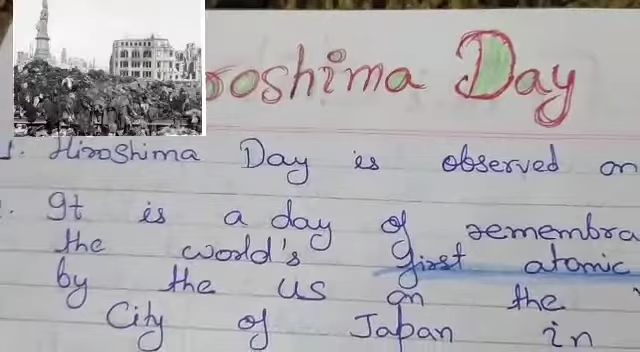 roshima Day
1. Hiroshima Day is observed on
. It is a day of remembra
the world's first atomic
by the US on the
City of Japan in